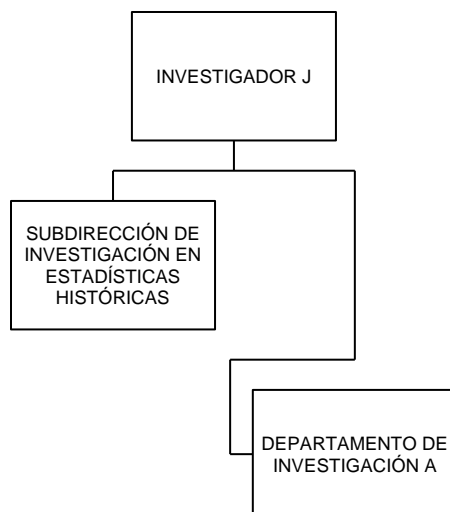 INVESTIGADOR J
SUBDIRECCIÓN DE
INVESTIGACIÓN EN
ESTADÍSTICAS
HISTÓRICAS
DEPARTAMENTO DE
INVESTIGACIÓN A